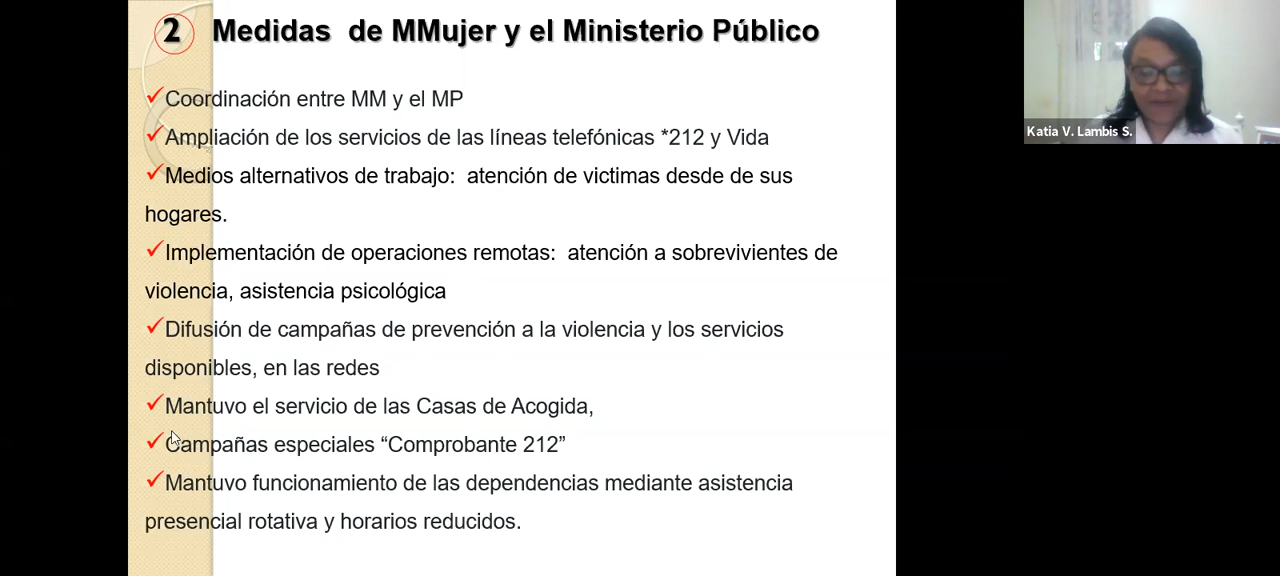 2 Medidas de MMujer y el Ministerio Público
✓Coordinación entre MM y el MP
✓Ampliación de los servicios de las líneas telefónicas *212 y Vida
✓Medios alternativos de trabajo: atención de victimas desde de sus
hogares.
✓Implementación de operaciones remotas: atención a sobrevivientes de
violencia, asistencia psicológica
✓Difusión de campañas de prevención a la violencia y los servicios
disponibles, en las redes
✓Mantuvo el servicio de las Casas de Acogida,
✓Campañas especiales “Comprobante 212”
✓Mantuvo funcionamiento de las dependencias mediante asistencia
presencial rotativa y horarios reducidos.
Katia V. Lambis S.